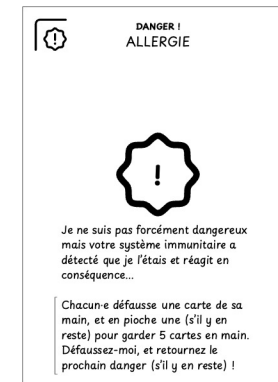 DANGER !
ALLERGIE
!
!
Je ne suis pas forcément dangereux
mais votre système immunitaire a
détecté que je l'étais et réagit en
conséquence...
Chacun·e défausse une carte de sa
main, et en pioche une (s'il y en
reste) pour garder 5 cartes en main.
Défaussez-moi, et retournez le
prochain danger (s'il y en reste) !